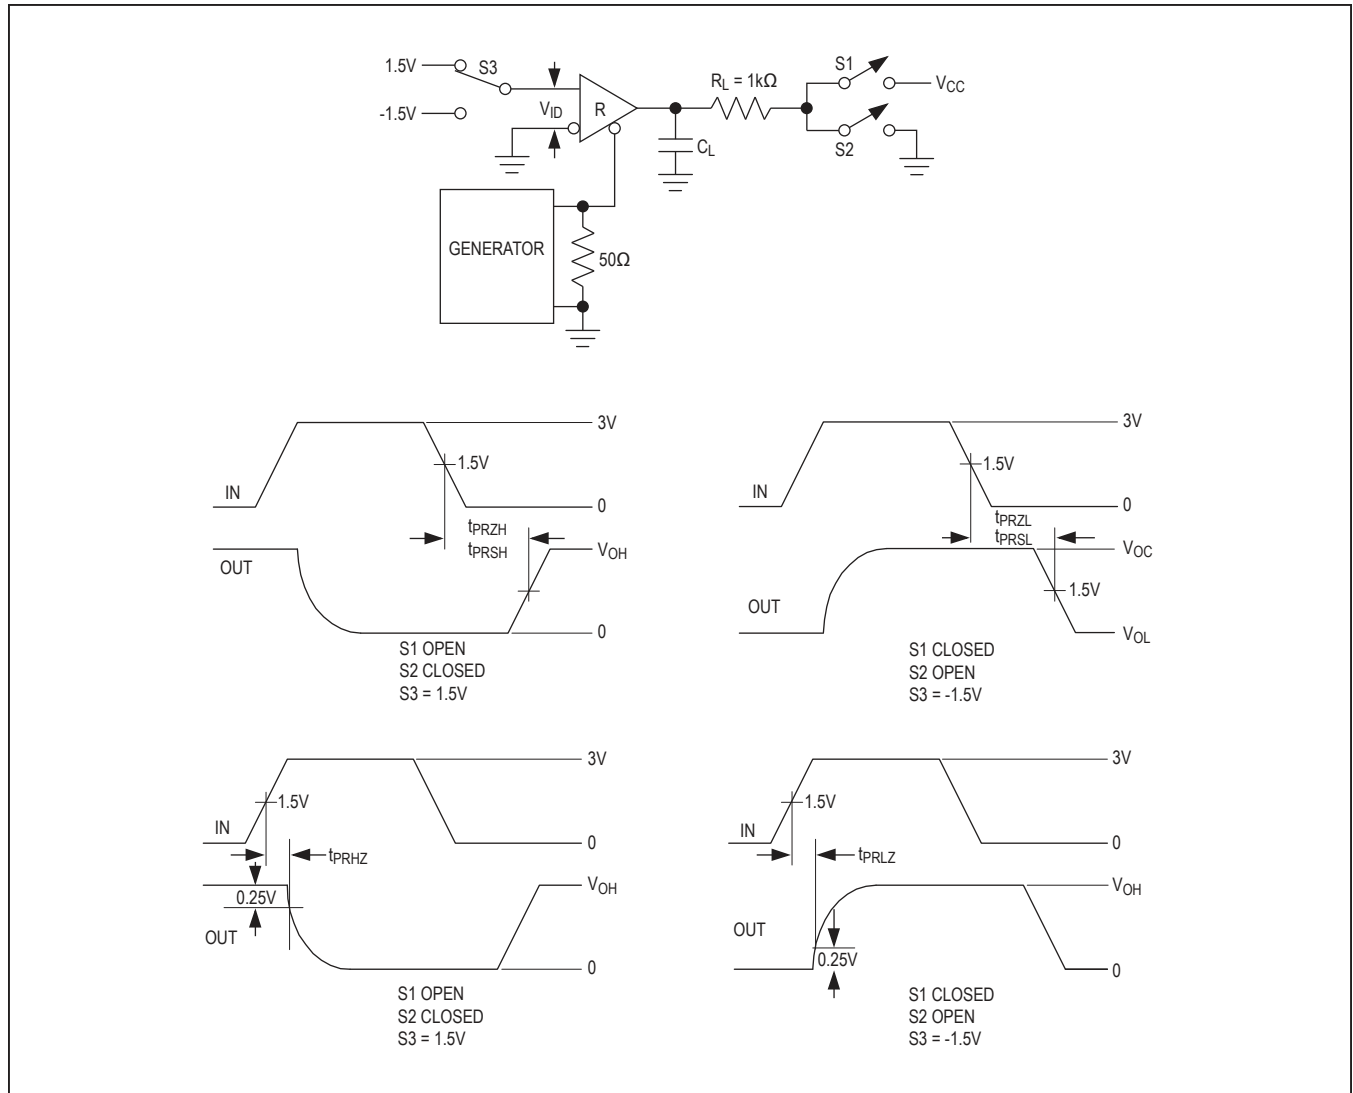 1.5V
S3
-1.5V
VID
R
RL = 1kΩ
S1
VCC
S2
CL
GENERATOR
50Ω
3V
1.5V
IN
0
tPRZH
tPRSH
VOH
OUT
0
S1 OPEN
S2 CLOSED
S3 = 1.5V
3V
1.5V
IN
0
tPRZL
tPRSL
VOC
1.5V
OUT
VOL
S1 CLOSED
S2 OPEN
S3 = -1.5V
3V
1.5V
IN
0
tPRHZ
VOH
0.25V
OUT
0
S1 OPEN
S2 CLOSED
S3 = 1.5V
3V
1.5V
IN
0
tPRLZ
VOH
OUT
0.25V
0
S1 CLOSED
S2 OPEN
S3 = -1.5V